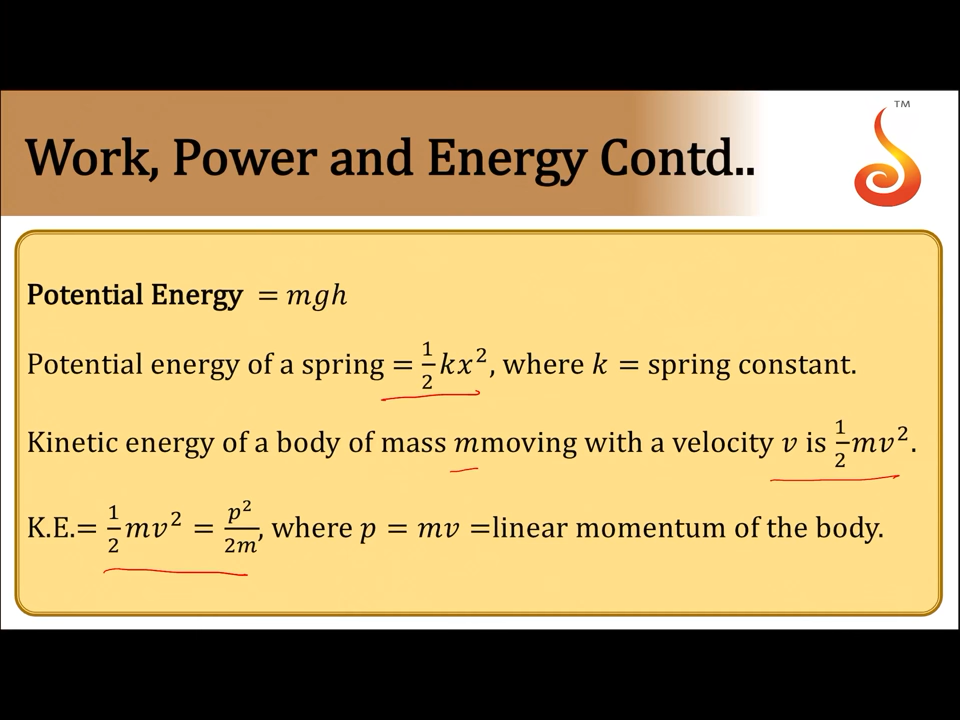 TM
Work, Power and Energy Contd..
Potential Energy = mgh
Potential energy of a spring = 1/2 kx², where k = spring constant.
Kinetic energy of a body of mass mmoving with a velocity v is 1/2 mv².
K.E.= 1/2 mv² = p²/2m, where p = mv =linear momentum of the body.